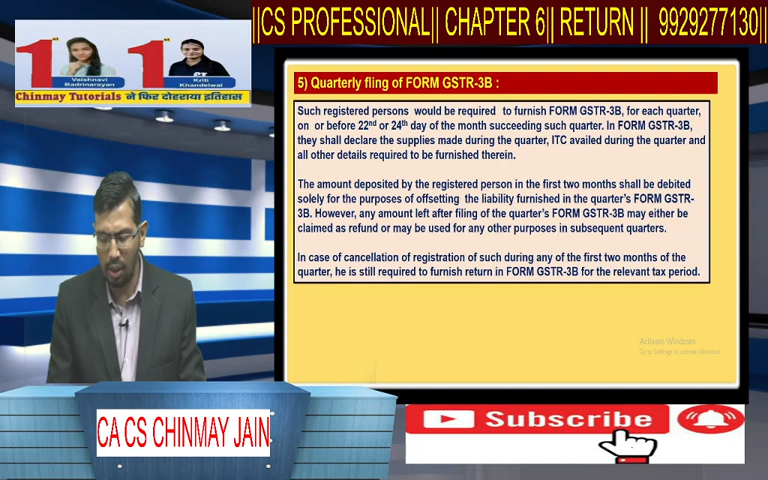 ||CS PROFESSIONAL|| CHAPTER 6|| RETURN || 9929277130||
1st
1st
Vaishnavi
Badrinarayan
Kriti
Khandelwal
Chinmay Tutorials ने फिर दोहराया इतिहास
5) Quarterly fling of FORM GSTR-3B :
Such registered persons would be required to furnish FORM GSTR-3B, for each quarter,
on or before 22nd or 24th day of the month succeeding such quarter. In FORM GSTR-3B,
they shall declare the supplies made during the quarter, ITC availed during the quarter and
all other details required to be furnished therein.
The amount deposited by the registered person in the first two months shall be debited
solely for the purposes of offsetting the liability furnished in the quarter's FORM GSTR-
3B. However, any amount left after filing of the quarter's FORM GSTR-3B may either be
claimed as refund or may be used for any other purposes in subsequent quarters.
In case of cancellation of registration of such during any of the first two months of the
quarter, he is still required to furnish return in FORM GSTR-3B for the relevant tax period.
Activate Windows
Go to Settings to activate Windows
CA CS CHINMAY JAIN
Subscribe